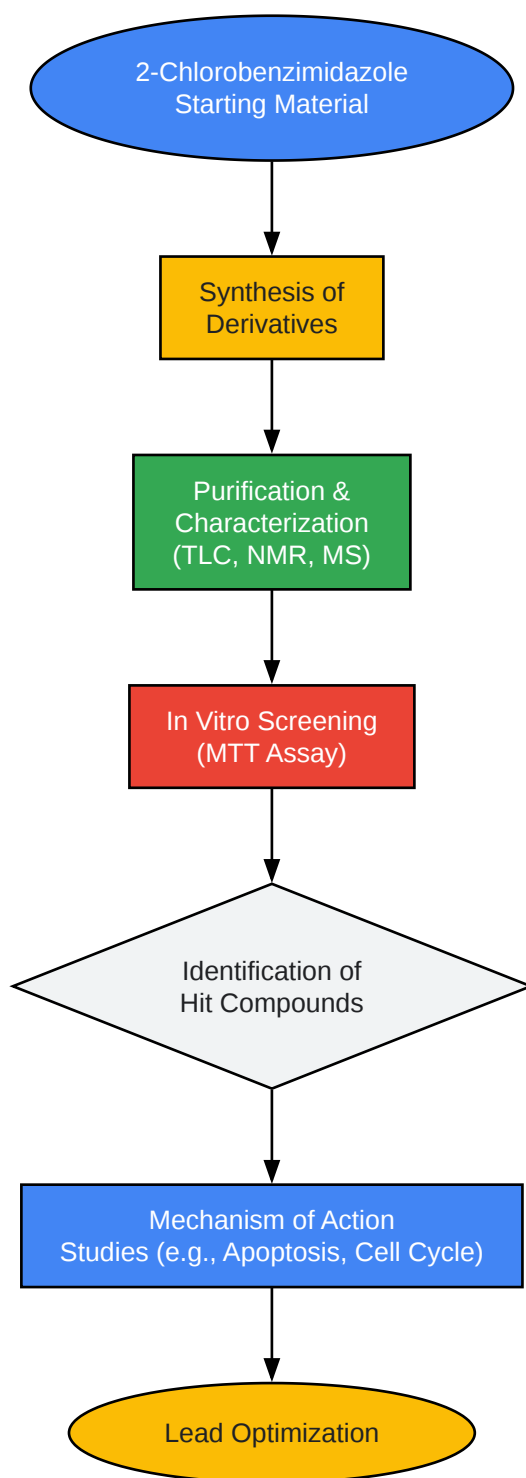 2-Chlorobenzimidazole
Starting Material
Synthesis of
Derivatives
Purification &
Characterization
(TLC, NMR, MS)
In Vitro Screening
(MTT Assay)
Identification of
Hit Compounds
Mechanism of Action
Studies (e.g., Apoptosis, Cell Cycle)
Lead Optimization